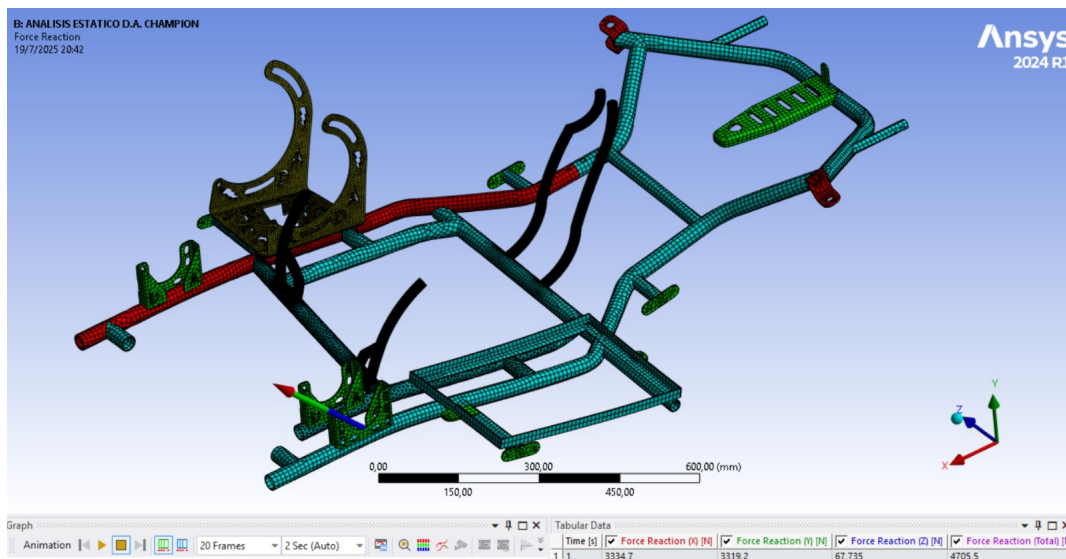 B: ANALISIS ESTATICO D.A. CHAMPION
Force Reaction
19/7/2025 20:42
Ansys
2024 R1
Y
Z
X
0,00 300,00 600,00 (mm)
150,00 450,00
Graph
Tabular Data
Animation 20 Frames 2 Sec (Auto)
Time [s] Force Reaction (X) [N] Force Reaction (Y) [N] Force Reaction (Z) [N] Force Reaction (Total) [N]
1 1. 3334.7 3319.2 67.735 4705.5